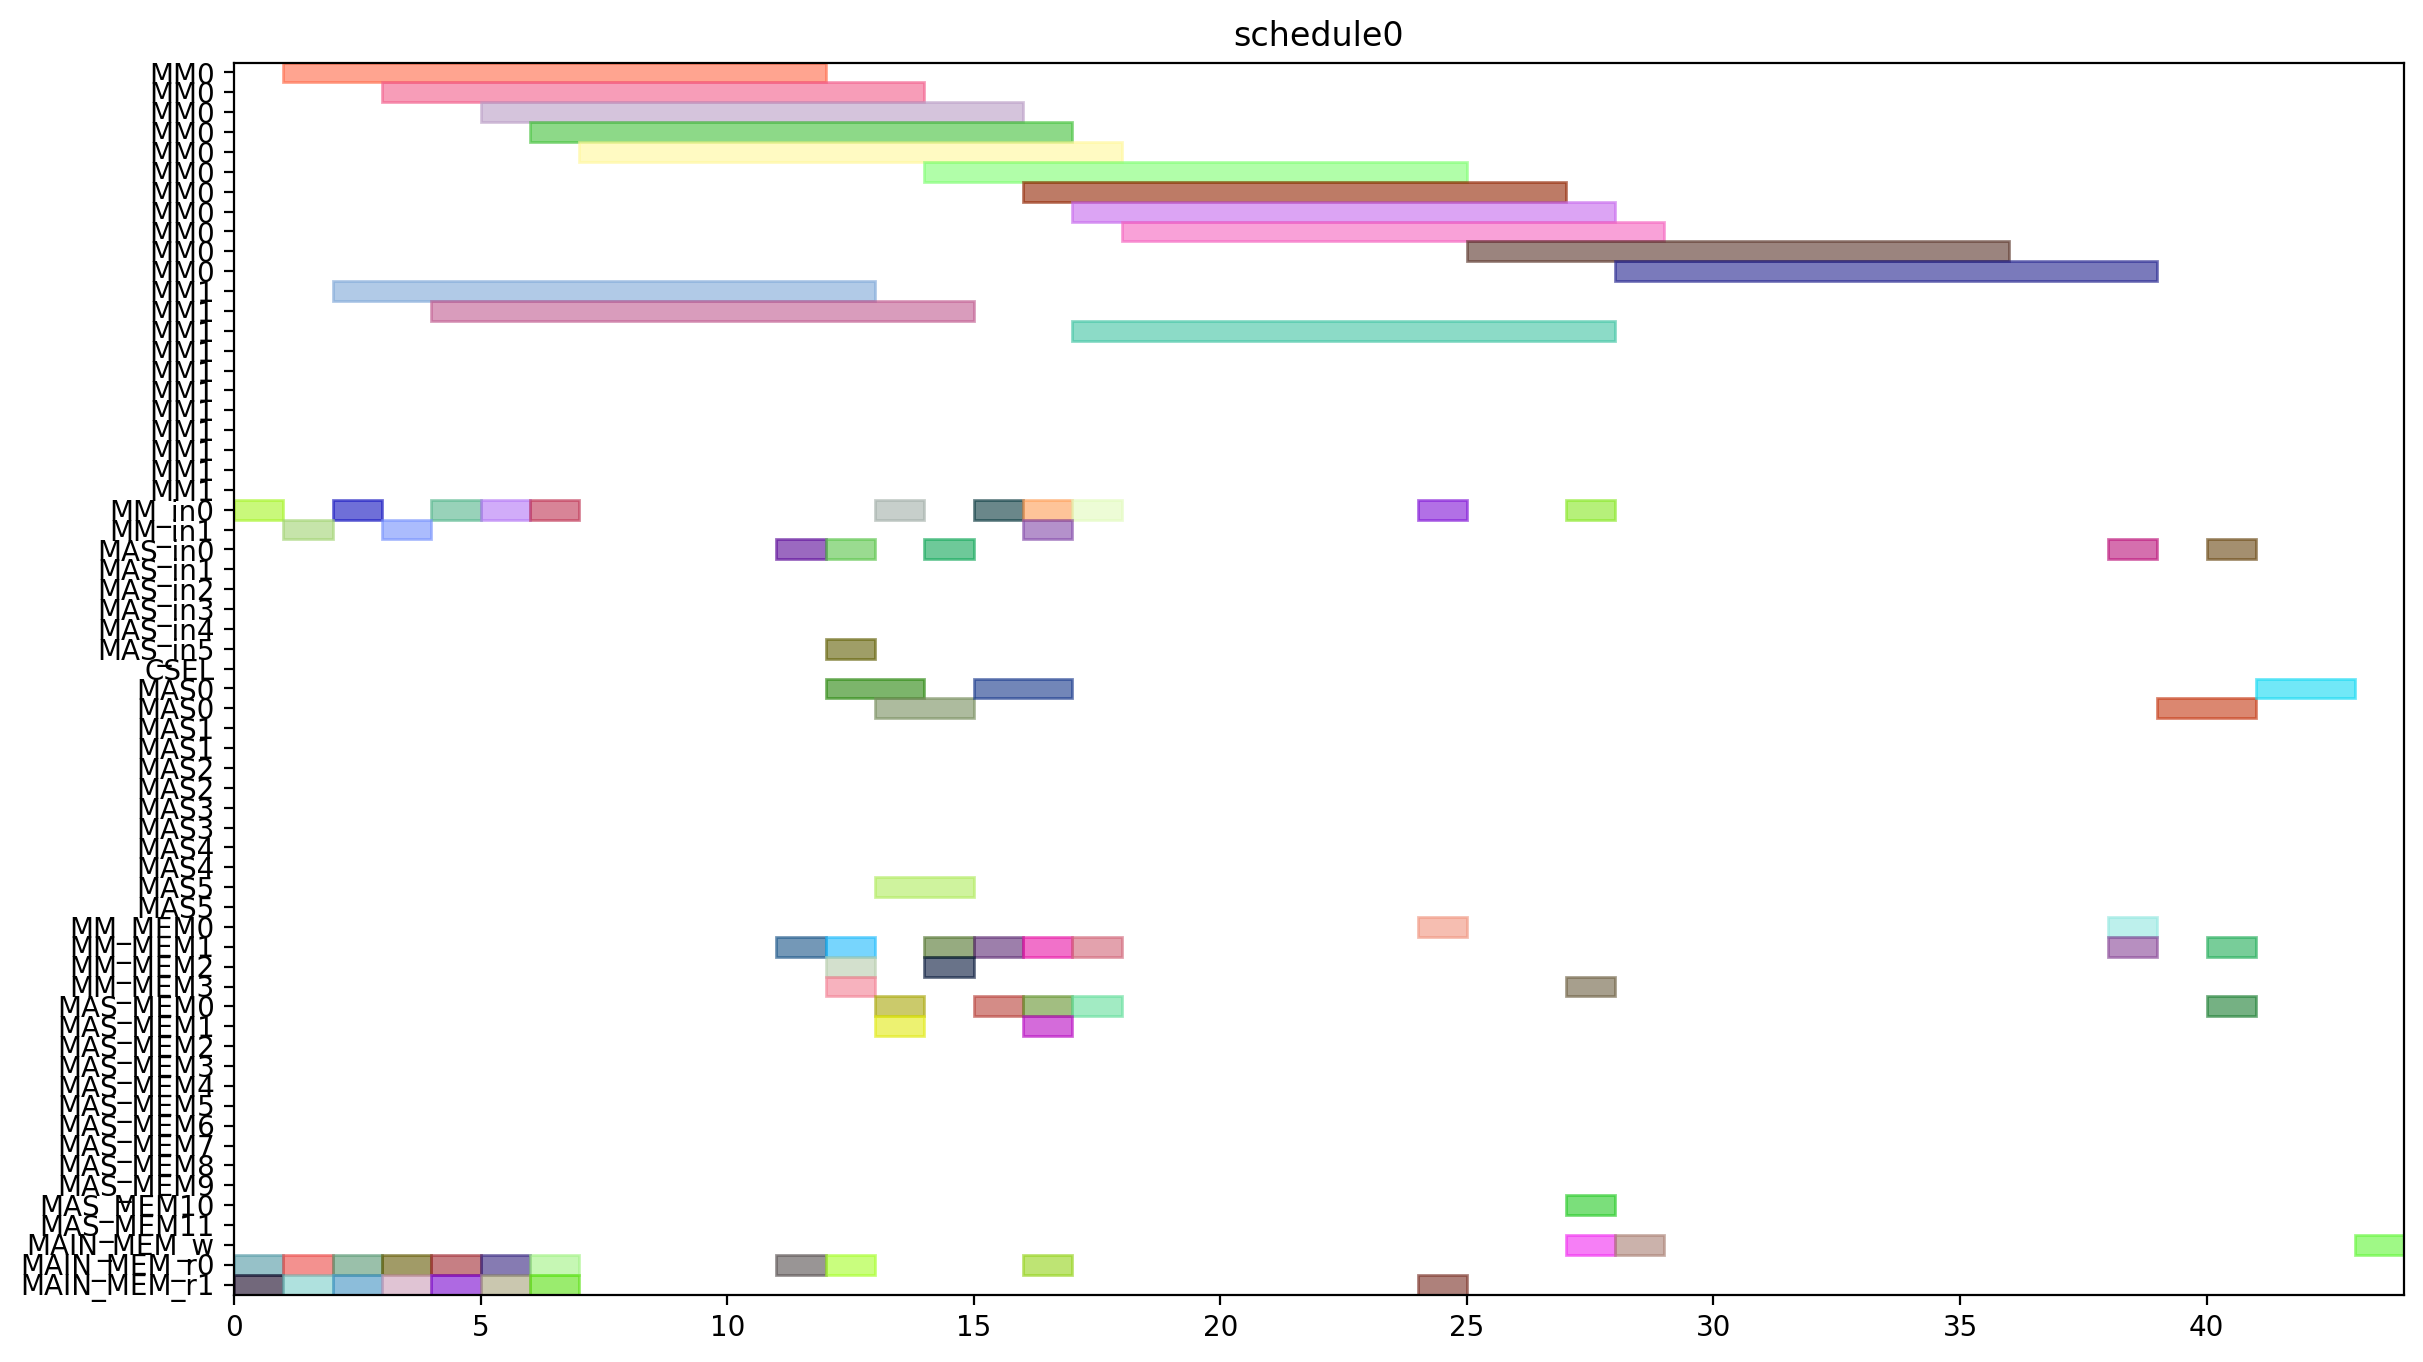 schedule0
MM0
MM0
MM0
MM0
MM0
MM0
MM0
MM0
MM0
MM0
MM0
MM1
MM1
MM1
MM1
MM1
MM1
MM1
MM1
MM1
MM1
MM1
MM_in0
MM_in1
MAS_in0
MAS_in1
MAS_in2
MAS_in3
MAS_in4
MAS_in5
CSEL
MAS0
MAS0
MAS1
MAS1
MAS2
MAS2
MAS3
MAS3
MAS4
MAS4
MAS5
MAS5
MM_MEM0
MM_MEM1
MM_MEM2
MM_MEM3
MAS_MEM0
MAS_MEM1
MAS_MEM2
MAS_MEM3
MAS_MEM4
MAS_MEM5
MAS_MEM6
MAS_MEM7
MAS_MEM8
MAS_MEM9
MAS_MEM10
MAS_MEM11
MAIN_MEM_w
MAIN_MEM_r0
MAIN_MEM_r1
0 5 10 15 20 25 30 35 40